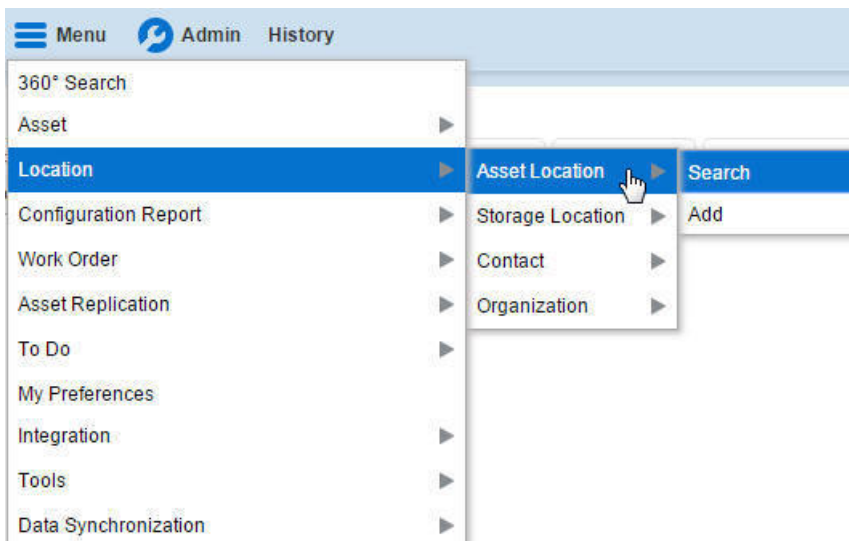 Menu Admin History
360° Search
Asset
Location
Asset Location
Search
Configuration Report
Storage Location
Add
Work Order
Contact
Asset Replication
Organization
To Do
My Preferences
Integration
Tools
Data Synchronization